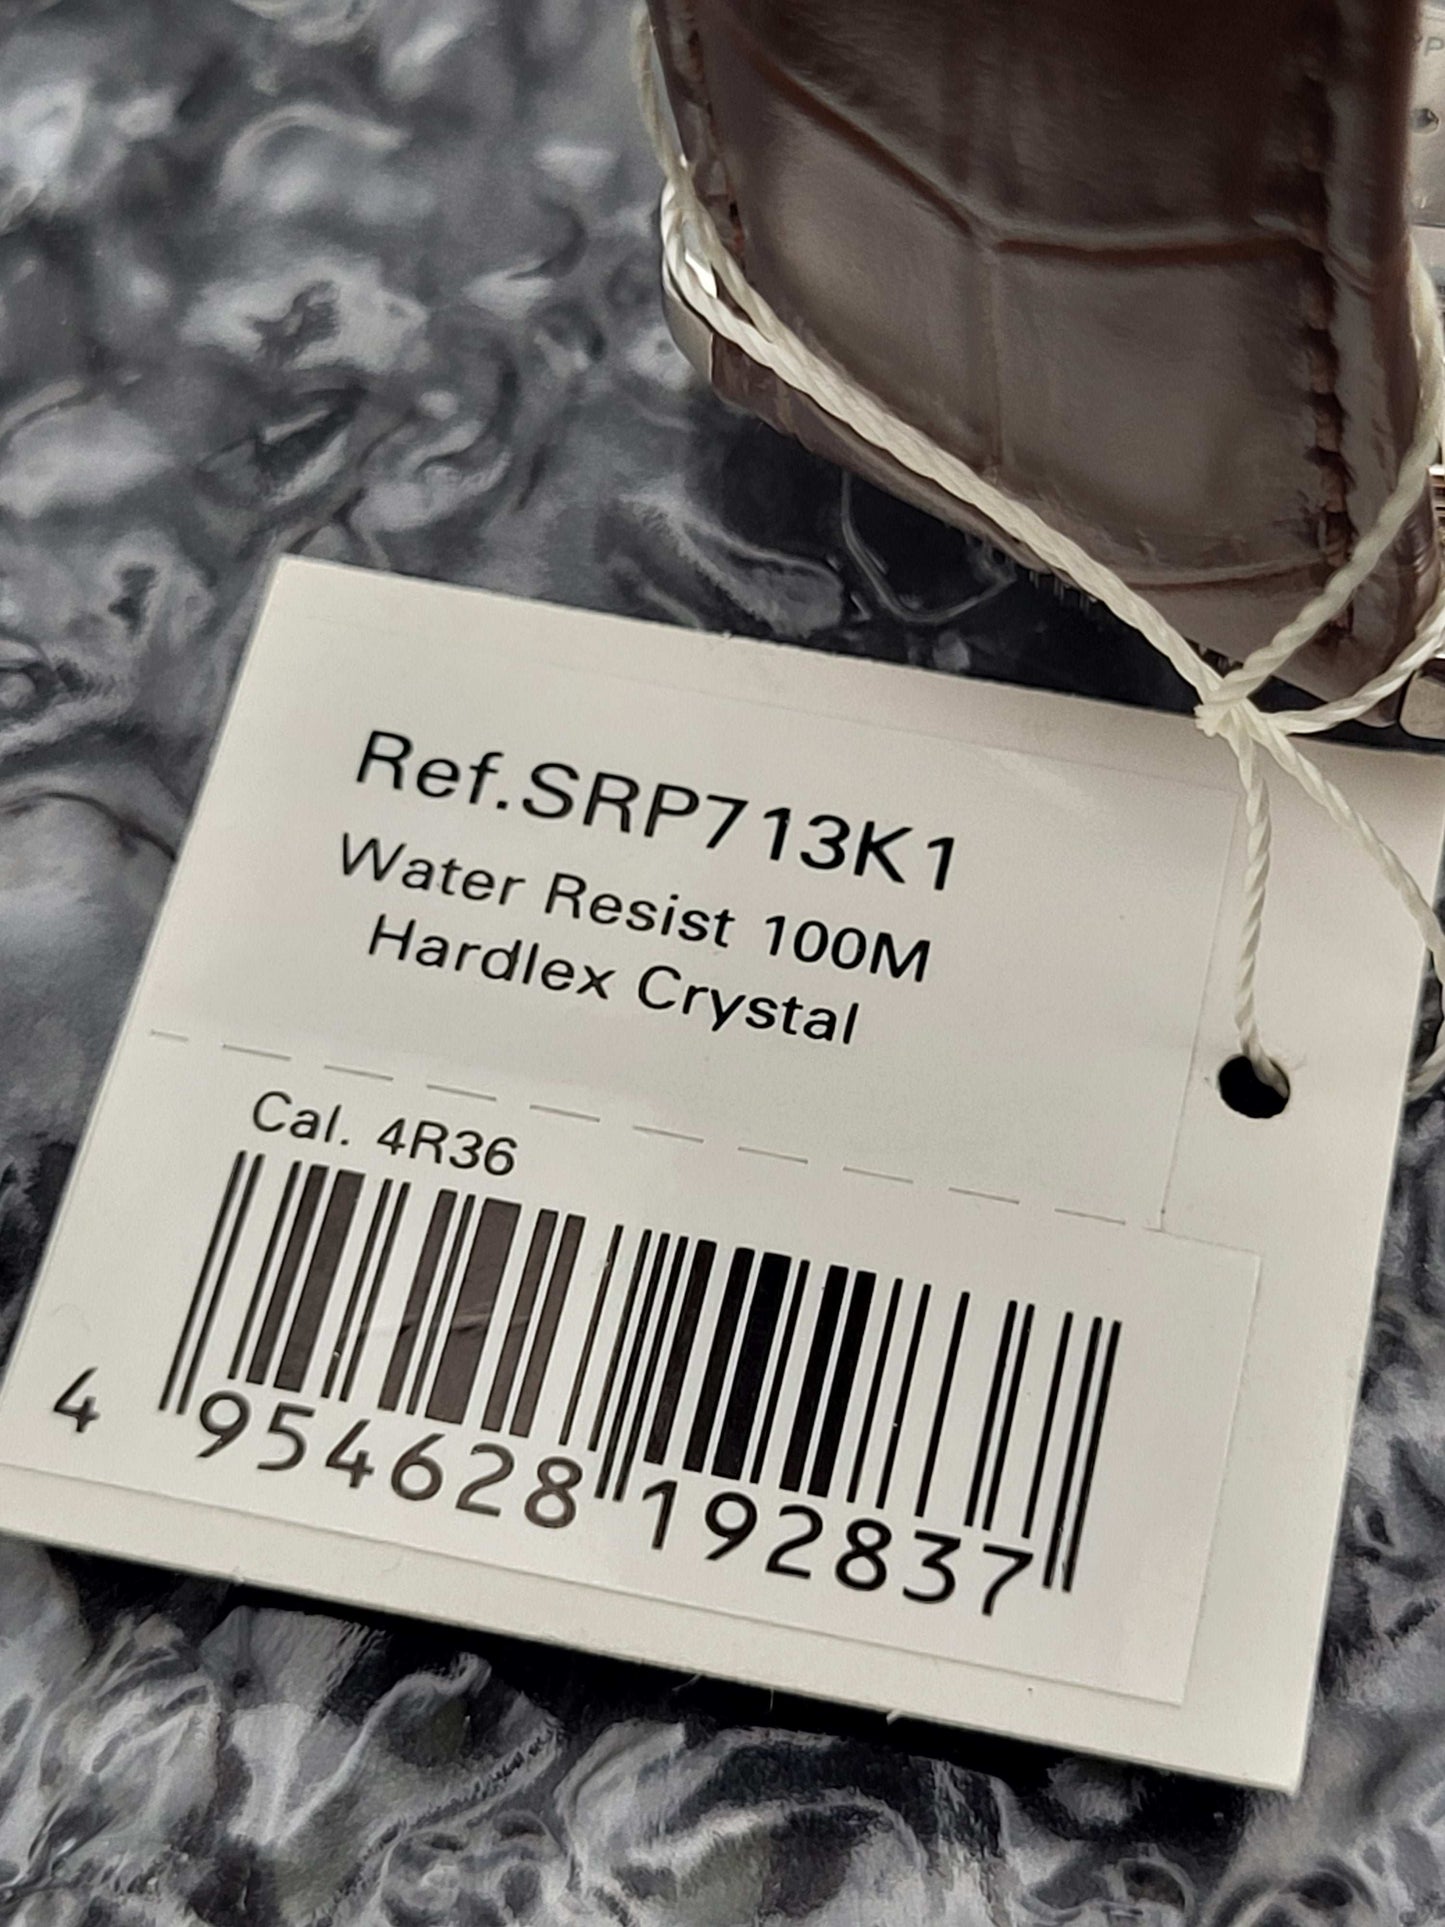 Ref.SRP713K1
Water Resist 100M
Hardlex Crystal
Cal. 4R36
4 954628 192837